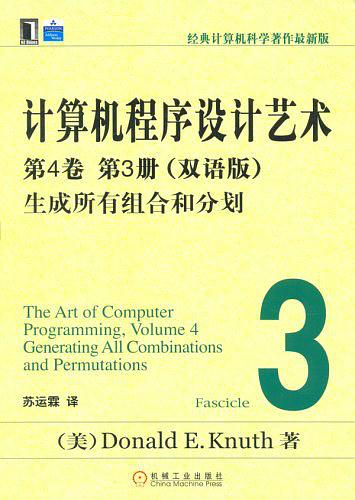 经典计算机科学著作最新版
计算机程序设计艺术
第4卷 第3册（双语版）
生成所有组合和分划
The Art of Computer
Programming, Volume 4
Generating All Combinations
and Permutations
3
苏运霖 译
Fascicle
（美）Donald E. Knuth 著
机械工业出版社